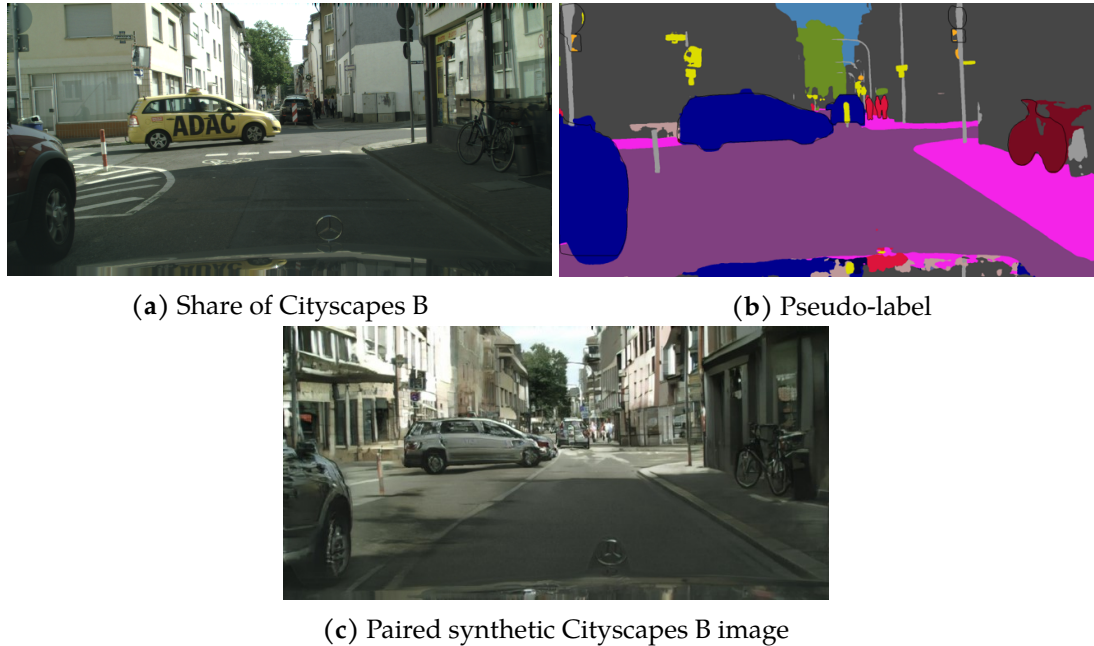 ADAC
(a) Share of Cityscapes B
(b) Pseudo-label
(c) Paired synthetic Cityscapes B image